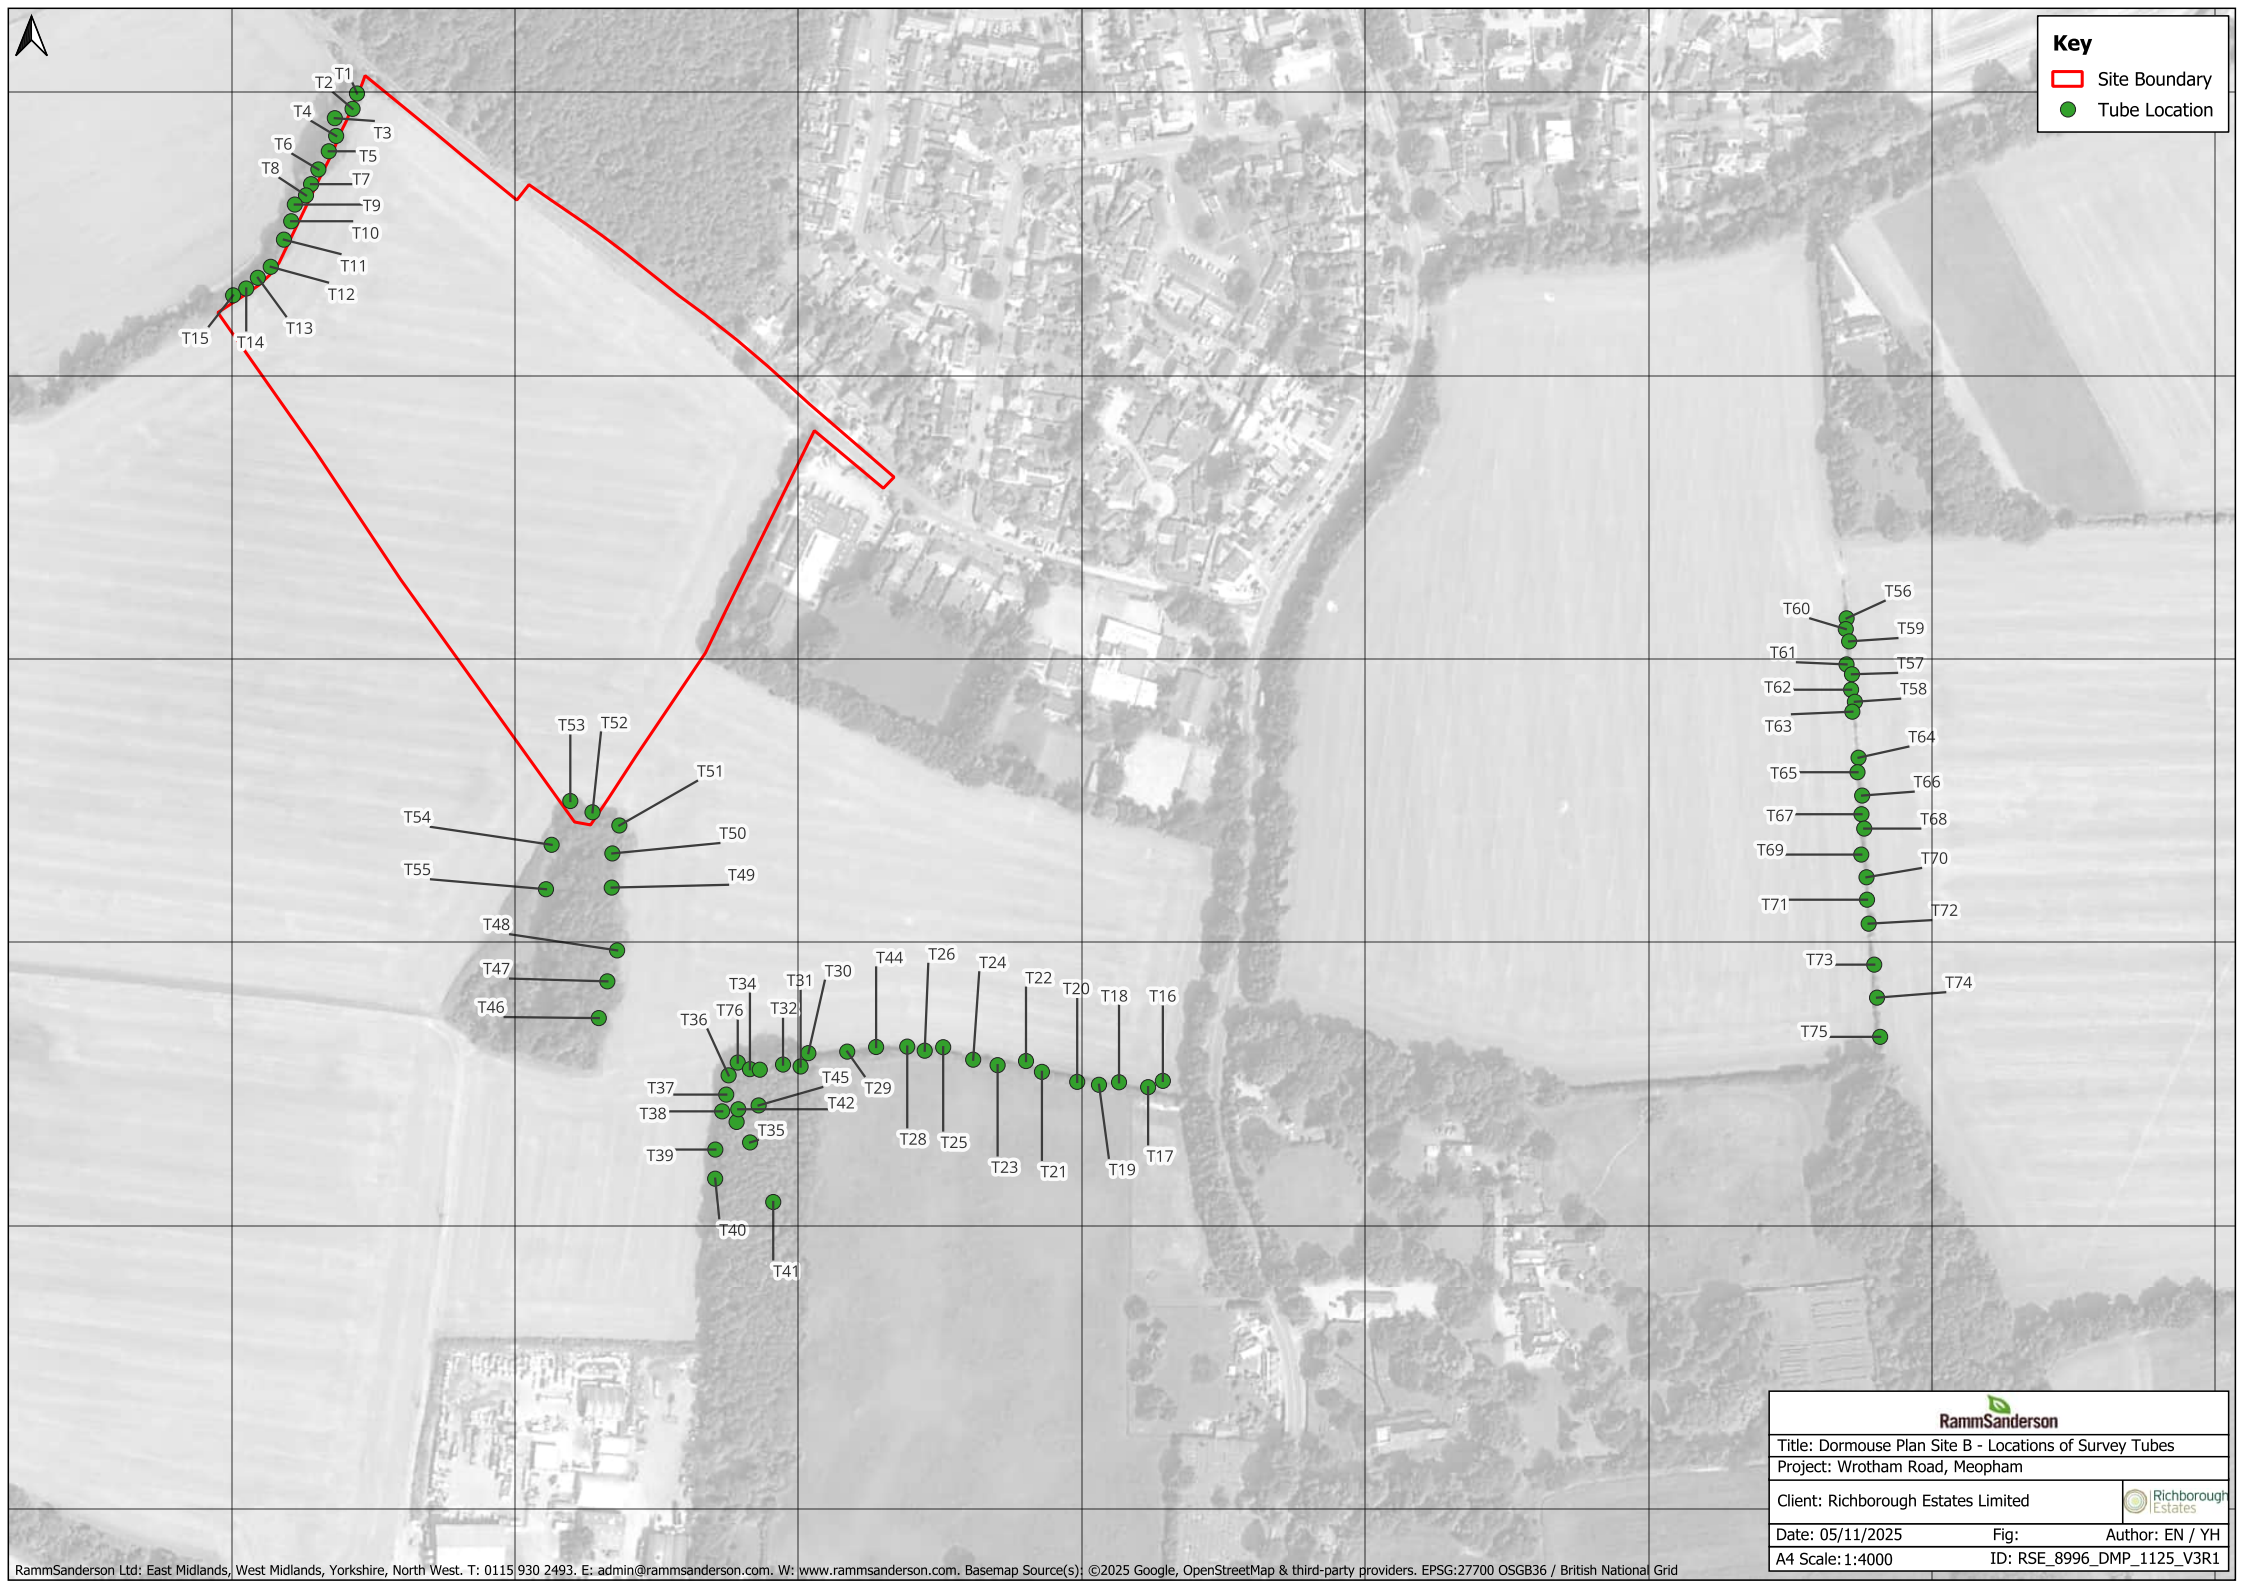 Key
Site Boundary
Tube Location
T1
T2
T4
T3
T6
T5
T8
T7
T9
T10
T11
T12
T13
T15
T14
T56
T60
T59
T61
T57
T62
T58
T63
T64
T65
T66
T67
T68
T69
T70
T71
T72
T73
T74
T75
T53
T52
T51
T54
T50
T55
T49
T48
T47
T46
T44
T26
T24
T30
T31
T22
T34
T20
T18
T16
T32
T76
T36
T45
T29
T37
T42
T38
T35
T28
T25
T39
T23
T21
T19
T17
T40
T41
RammSanderson
Title: Dormouse Plan Site B - Locations of Survey Tubes
Project: Wrotham Road, Meopham
Client: Richborough Estates Limited
Richborough
Estates
Date: 05/11/2025 Fig: Author: EN / YH
A4 Scale: 1:4000 ID: RSE_8996_DMP_1125_V3R1
RammSanderson Ltd: East Midlands, West Midlands, Yorkshire, North West. T: 0115 930 2493. E: admin@rammsanderson.com. W: www.rammsanderson.com. Basemap Source(s): ©2025 Google, OpenStreetMap & third-party providers. EPSG:27700 OSGB36 / British National Grid